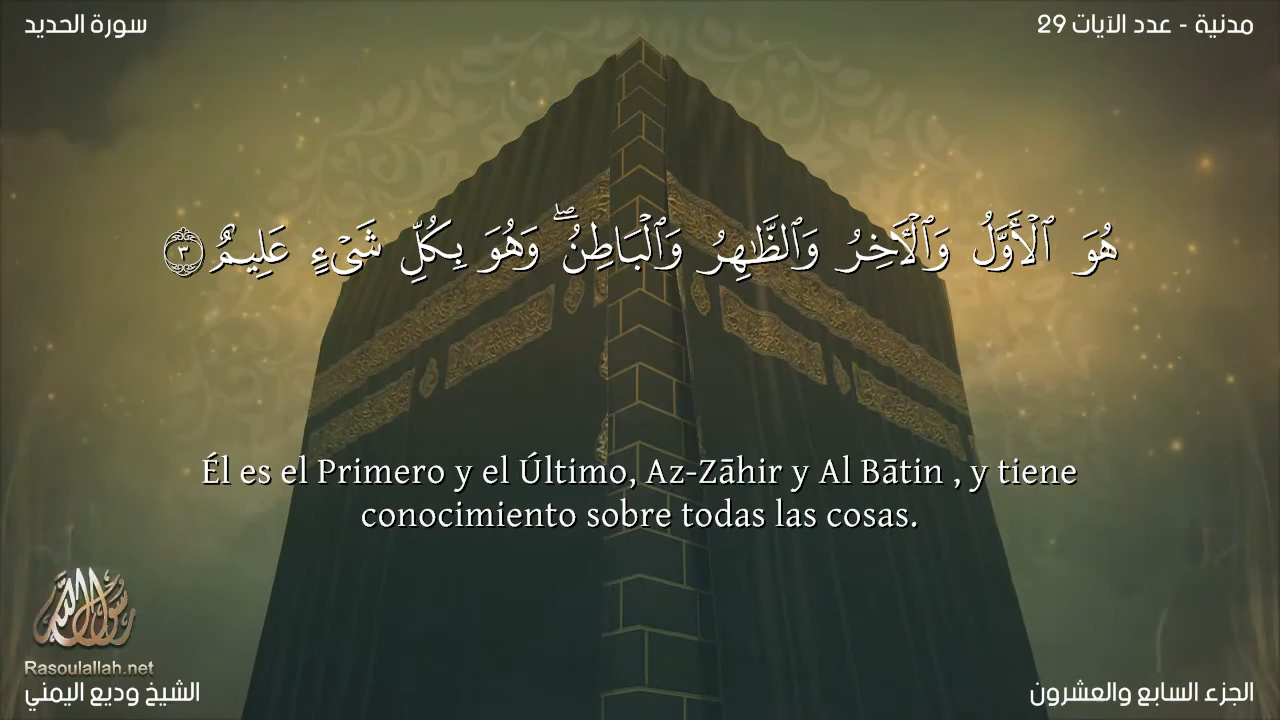 سورة الحديد
مدنية - عدد الآيات 29
هُوَ ٱلْأَوَّلُ وَٱلْـَٔاخِرُ وَٱلظَّـٰهِرُ وَٱلْبَاطِنُ ۖ وَهُوَ بِكُلِّ شَىْءٍ عَلِيمٌ ٣
Él es el Primero y el Último, Az-Zāhir y Al Bātin , y tiene
conocimiento sobre todas las cosas.
رسول الله
Rasoulallah.net
الشيخ وديع اليمني
الجزء السابع والعشرون